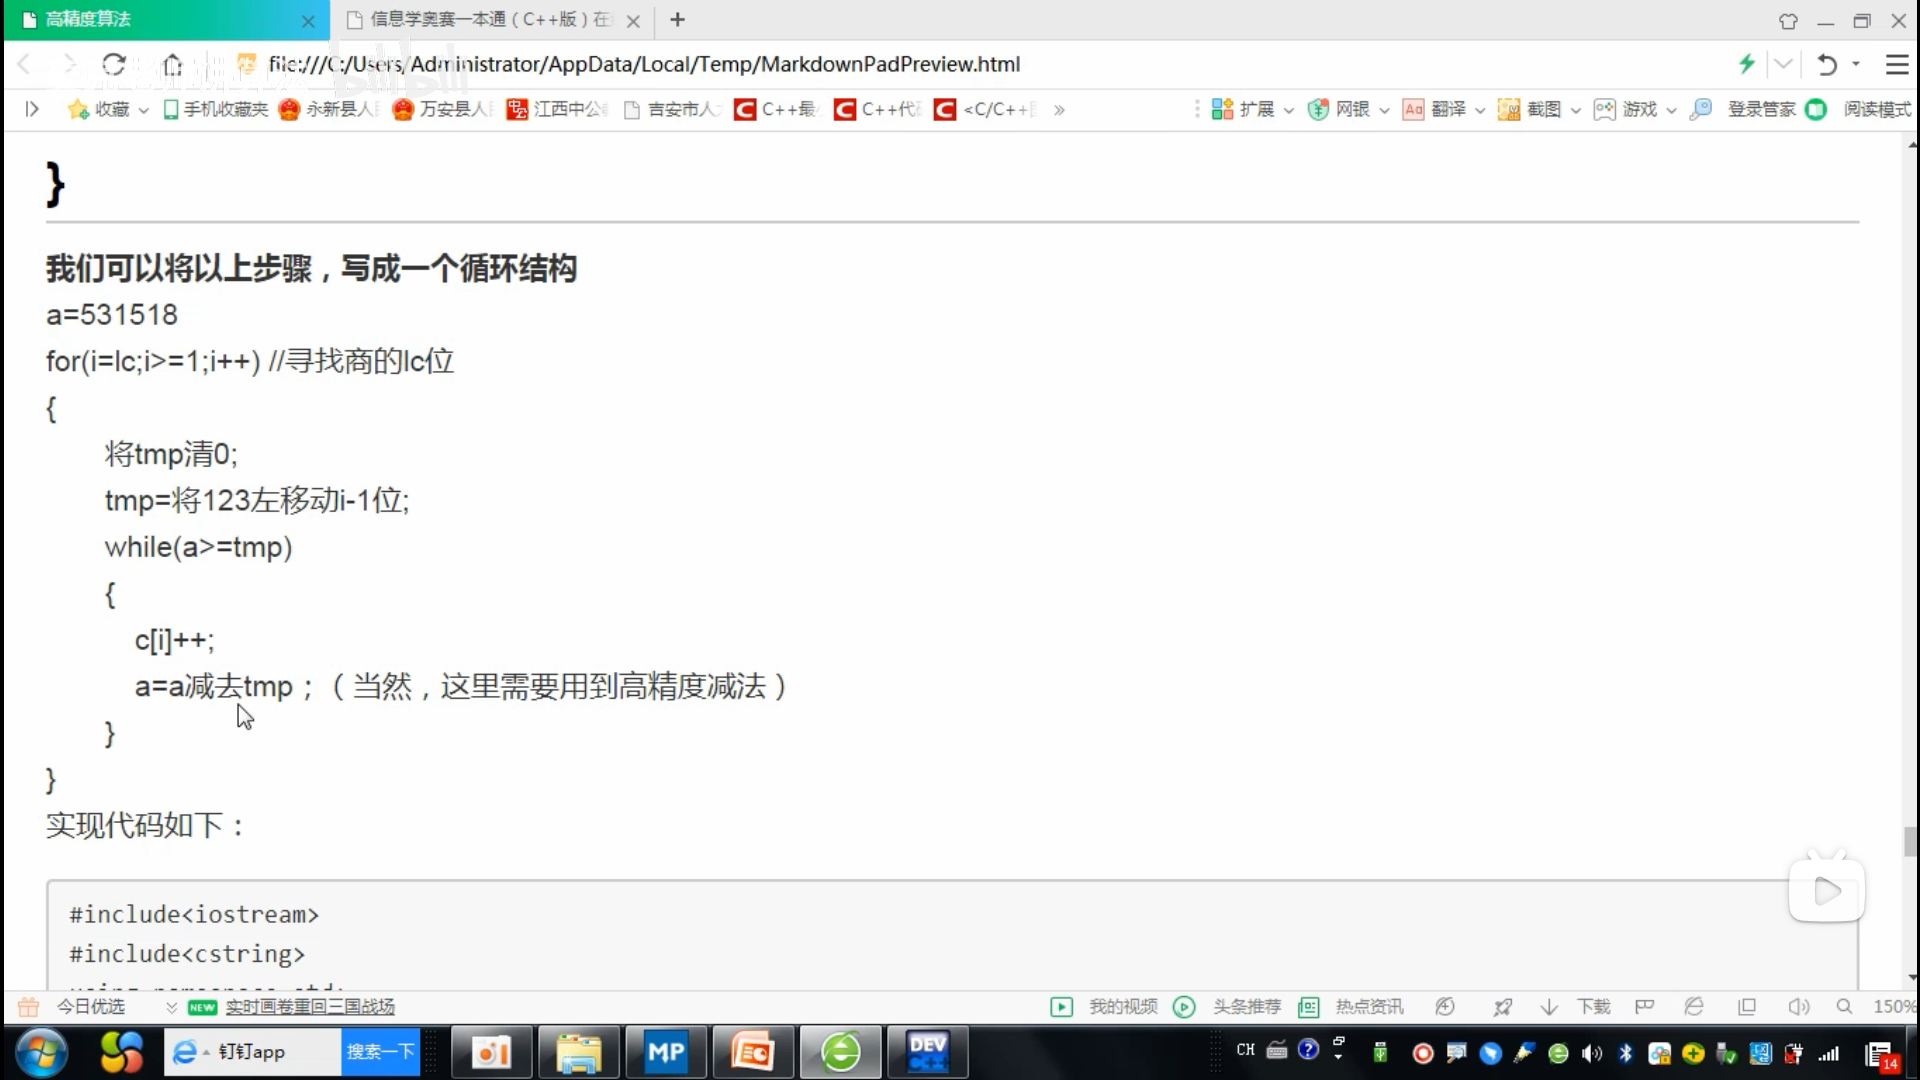 高精度算法
信息学奥赛一本通（C++版）在
file:///C:/Users/Administrator/AppData/Local/Temp/MarkdownPadPreview.html
收藏 手机收藏夹 永新县人 万安县人 江西中公 吉安市人 C++最 C++代 <C/C++ » 扩展 网银 翻译 截图 游戏 登录管家 阅读模式
}
我们可以将以上步骤，写成一个循环结构
a=531518
for(i=lc;i>=1;i++) //寻找商的lc位
{
将tmp清0;
tmp=将123左移动i-1位;
while(a>=tmp)
{
c[i]++;
a=a减去tmp；（当然，这里需要用到高精度减法）
}
}
实现代码如下：
#include<iostream>
#include<cstring>
using namespace std;
今日优选 NEW 实时画卷重回三国战场 我的视频 头条推荐 热点资讯 下载 150%
钉钉app 搜索一下 MP DEV C++ CH 14